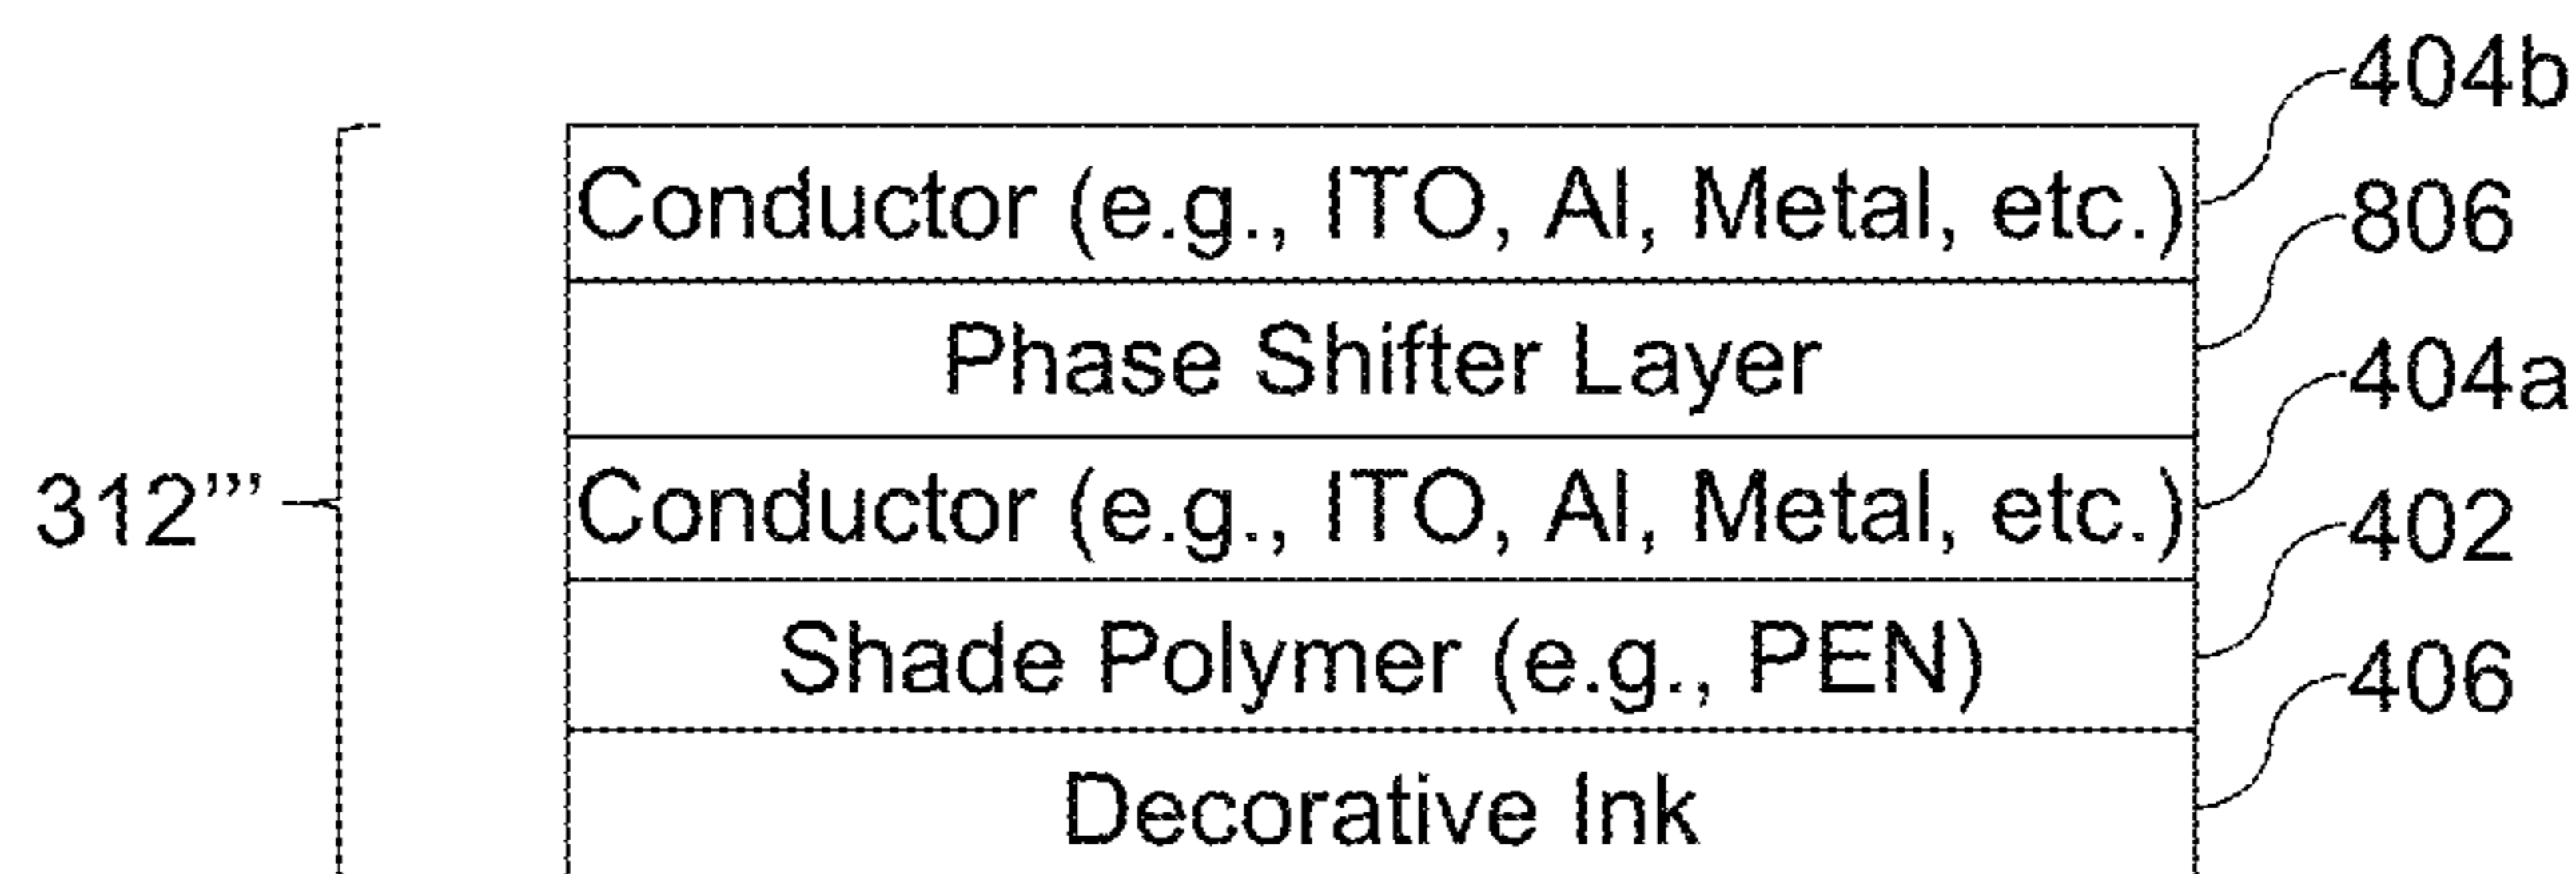 404b
Conductor (e.g., ITO, Al, Metal, etc.)
806
Phase Shifter Layer
404a
312”’
Conductor (e.g., ITO, Al, Metal, etc.)
402
Shade Polymer (e.g., PEN)
406
Decorative Ink